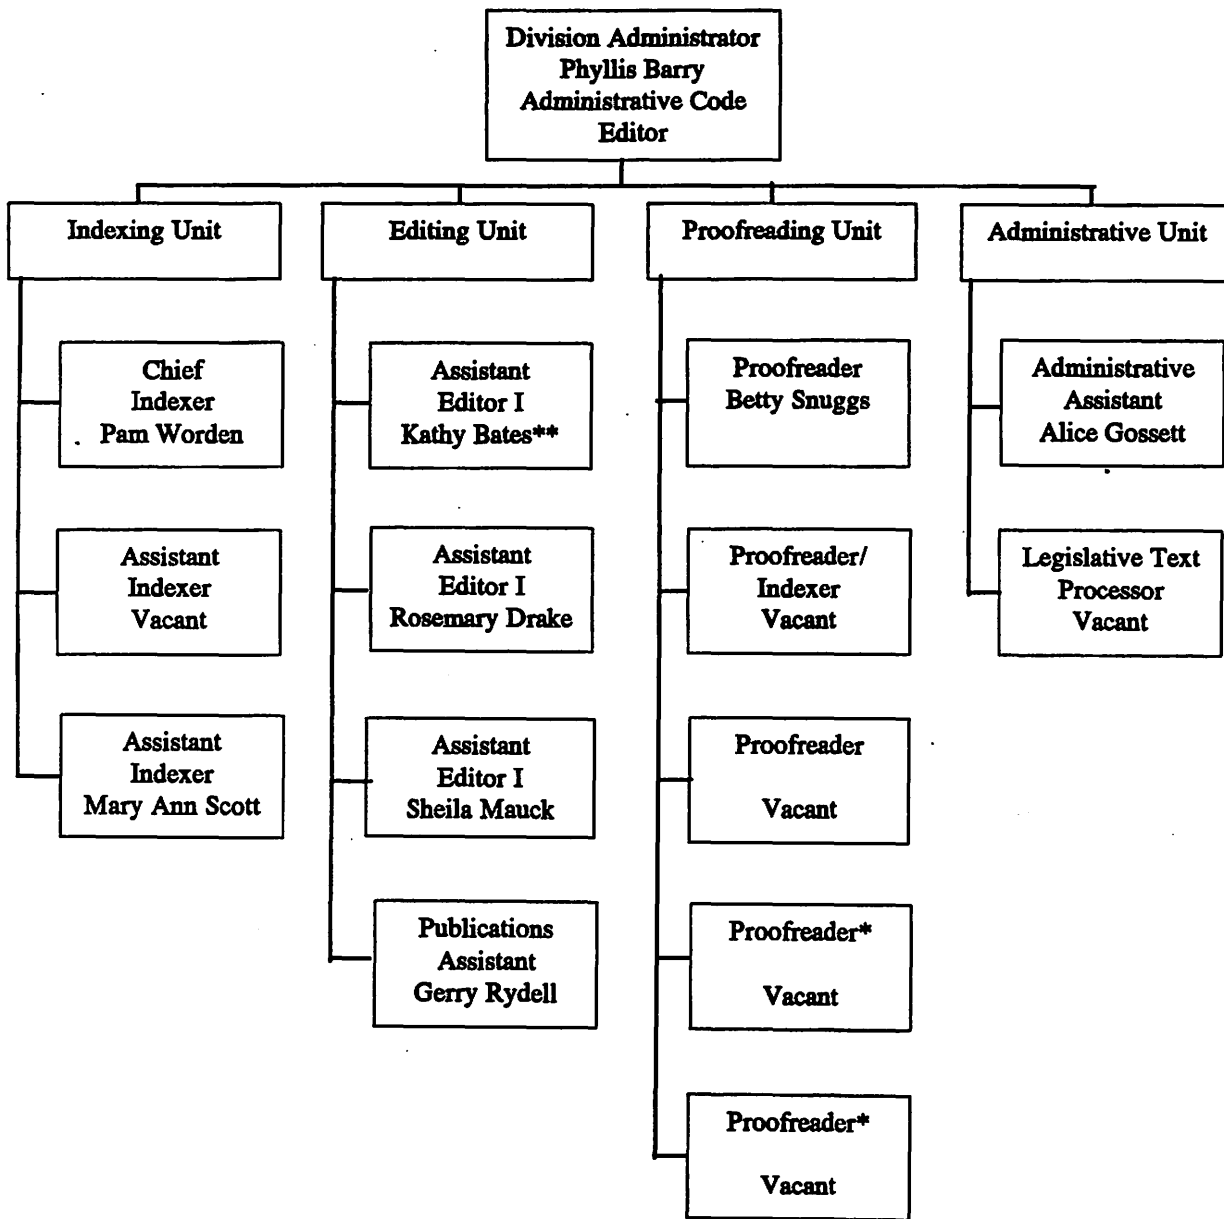 Division Administrator
Phyllis Barry
Administrative Code
Editor
Indexing Unit
Chief
Indexer
Pam Worden
Assistant
Indexer
Vacant
Assistant
Indexer
Mary Ann Scott
Editing Unit
Assistant
Editor I
Kathy Bates**
Assistant
Editor I
Rosemary Drake
Assistant
Editor I
Sheila Mauck
Publications
Assistant
Gerry Rydell
Proofreading Unit
Proofreader
Betty Snuggs
Proofreader/
Indexer
Vacant
Proofreader
Vacant
Proofreader*
Vacant
Proofreader*
Vacant
Administrative Unit
Administrative
Assistant
Alice Gossett
Legislative Text
Processor
Vacant